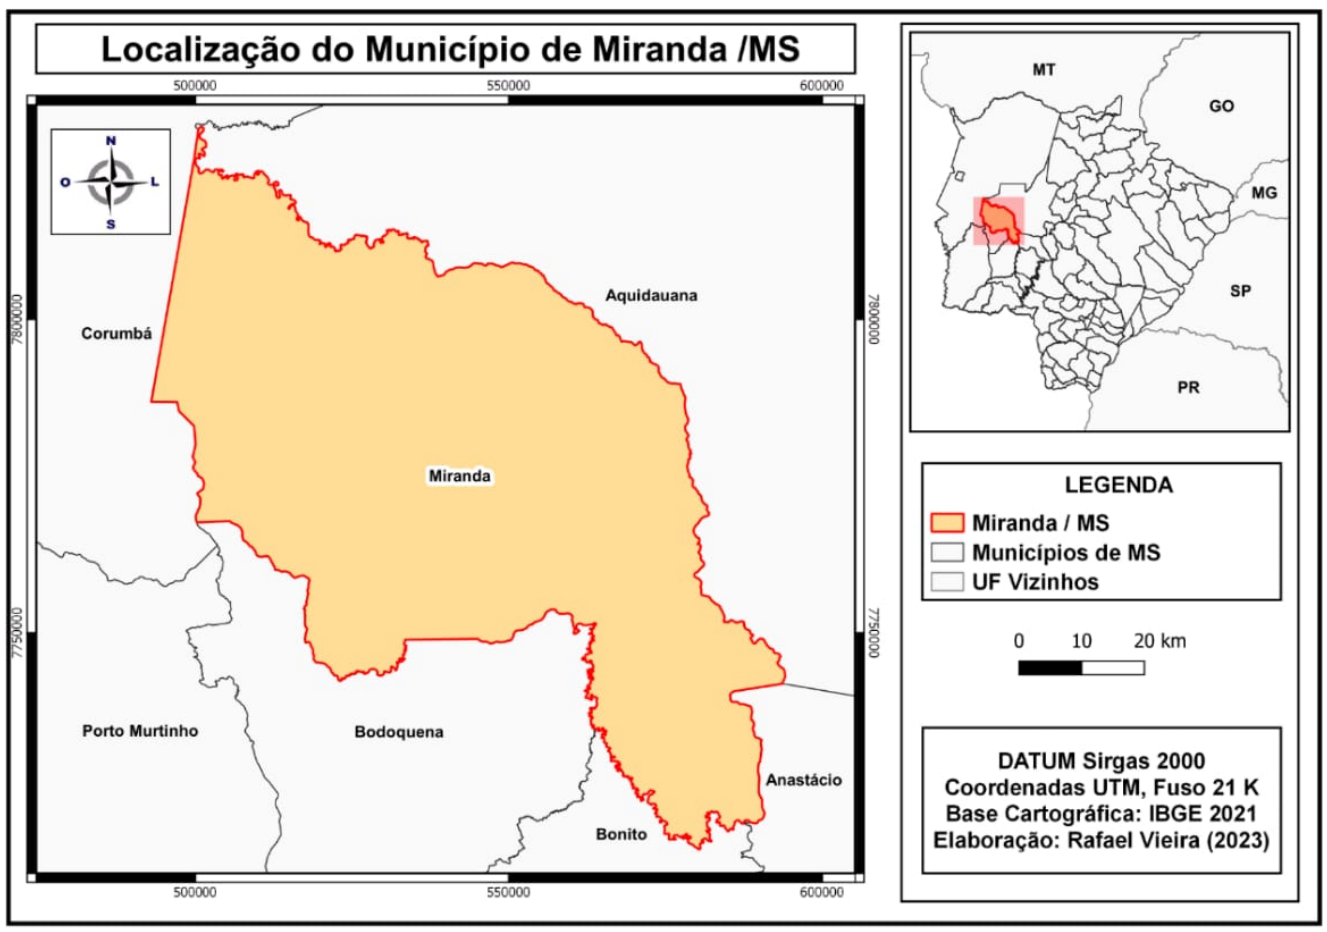 Localização do Município de Miranda /MS
500000
550000
600000
N
O
L
S
7800000
7800000
Aquidauana
Corumbá
Miranda
7750000
7750000
Porto Murtinho
Bodoquena
Anastácio
Bonito
500000
550000
600000
MT
GO
MG
SP
PR
LEGENDA
Miranda / MS
Municípios de MS
UF Vizinhos
0 10 20 km
DATUM Sirgas 2000
Coordenadas UTM, Fuso 21 K
Base Cartográfica: IBGE 2021
Elaboração: Rafael Vieira (2023)